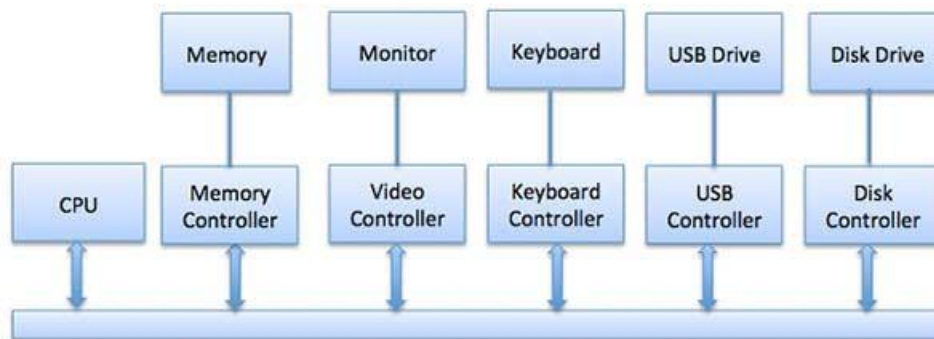 Memory
Monitor
Keyboard
USB Drive
Disk Drive
CPU
Memory
Controller
Video
Controller
Keyboard
Controller
USB
Controller
Disk
Controller